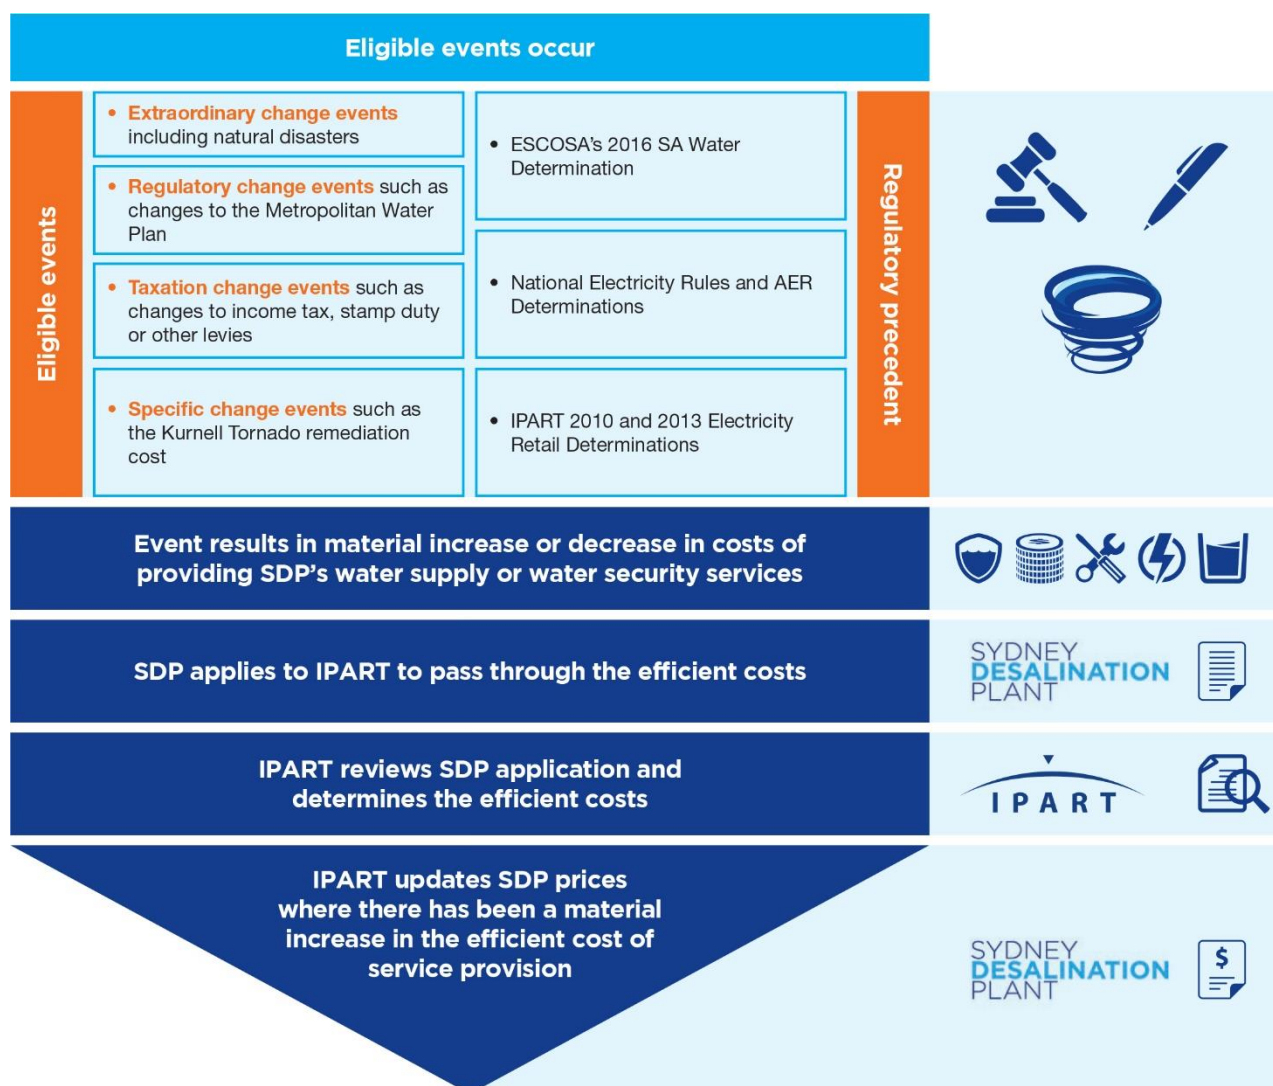 Eligible events occur
Eligible events
• Extraordinary change events
including natural disasters
• Regulatory change events such as
changes to the Metropolitan Water
Plan
• Taxation change events such as
changes to income tax, stamp duty
or other levies
• Specific change events such as
the Kurnell Tornado remediation
cost
• ESCOSA's 2016 SA Water
Determination
• National Electricity Rules and AER
Determinations
• IPART 2010 and 2013 Electricity
Retail Determinations
Regulatory precedent
Event results in material increase or decrease in costs of
providing SDP's water supply or water security services
SDP applies to IPART to pass through the efficient costs
SYDNEY
DESALINATION
PLANT
IPART reviews SDP application and
determines the efficient costs
IPART
IPART updates SDP prices
where there has been a material
increase in the efficient cost of
service provision
SYDNEY
DESALINATION
PLANT
$